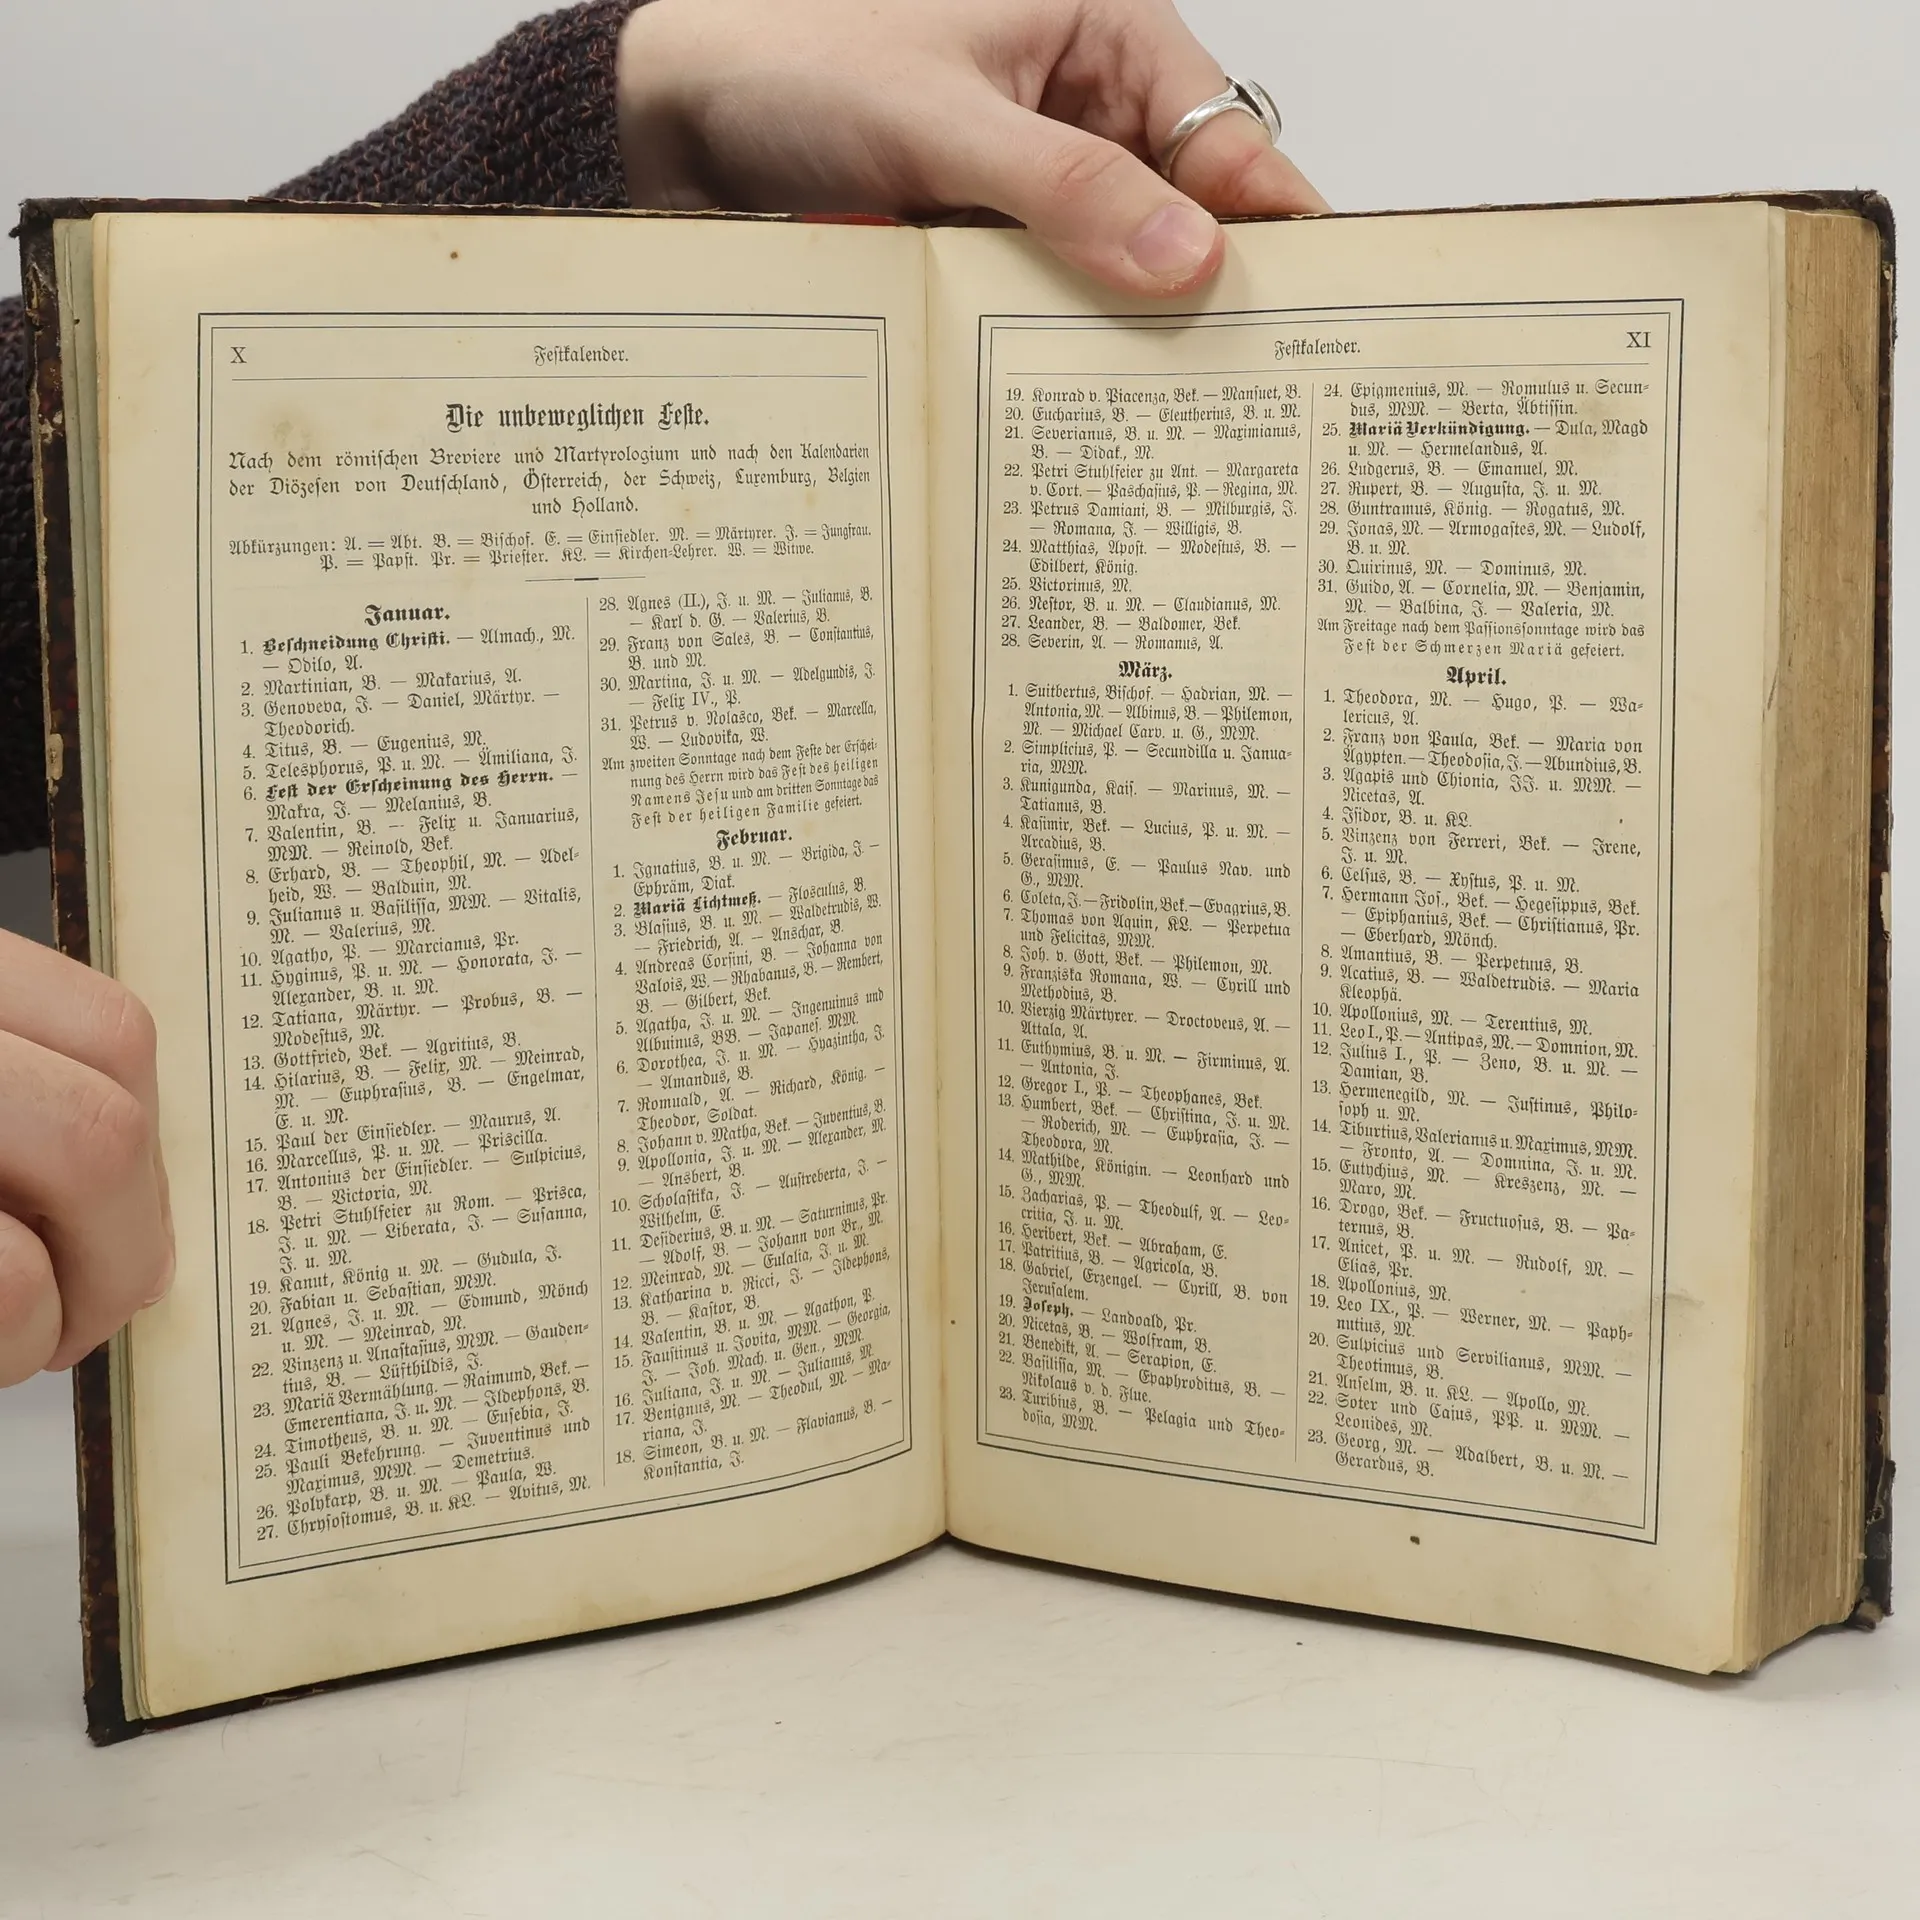 X
Festkalender.
Die unbeweglichen Feste.
Nach dem römischen Breviere und Martyrologium und nach den Kalendarien
der Diözesen von Deutschland, Österreich, der Schweiz, Luxemburg, Belgien
und Holland.
Abkürzungen: A. = Abt. B. = Bischof. E. = Einsiedler. M. = Märtyrer. J. = Jungfrau.
P. = Papst. Pr. = Priester. KL. = Kirchen-Lehrer. W. = Witwe.
Januar.
1. Beschneidung Christi. — Almach., M.
— Odilo, A.
2. Martinian, B. — Makarius, A.
3. Genoveva, J. — Daniel, Märtyr. —
Theodorich.
4. Titus, B. — Eugenius, M.
5. Telesphorus, P. u. M. — Ämiliana, J.
6. Fest der Erscheinung des Herrn. —
Makra, J. — Melanius, B.
7. Valentin, B. — Felix u. Januarius,
MM. — Reinold, Bek.
8. Erhard, B. — Theophil, M. — Adel-
heid, W. — Balduin, M.
9. Julianus u. Basilissa, MM. — Vitalis,
M. — Valerius, M.
10. Agatho, P. — Marcianus, Pr.
11. Hyginus, P. u. M. — Honorata, J. —
Alexander, B. u. M.
12. Tatiana, Märtyr. — Probus, B. —
Modestus, M.
13. Gottfried, Bek. — Agritius, B.
14. Hilarius, B. — Felix, M. — Meinrad,
M. — Euphrasius, B. — Engelmar,
E. u. M.
15. Paul der Einsiedler. — Maurus, A.
16. Marcellus, P. u. M. — Priscilla.
17. Antonius der Einsiedler. — Sulpicius,
B. — Victoria, M.
18. Petri Stuhlfeier zu Rom. — Prisca,
J. u. M. — Liberata, J. — Susanna,
J. u. M.
19. Kanut, König u. M. — Gudula, J.
20. Fabian u. Sebastian, MM.
21. Agnes, J. u. M. — Edmund, Mönch
u. M. — Meinrad, M.
22. Vinzenz u. Anastasius, MM. — Gauden-
tius, B. — Lüfthildis, J.
23. Mariä Vermählung. — Raimund, Bek. —
Emerentiana, J. u. M. — Ildephons, B.
24. Timotheus, B. u. M. — Eusebia, J.
25. Pauli Bekehrung. — Juventinus und
Maximus, MM. — Demetrius.
26. Polykarp, B. u. M. — Paula, W.
27. Chrysostomus, B. u. KL. — Avitus, M.
28. Agnes (II.), J. u. M. — Julianus, B.
— Karl d. G. — Valerius, B.
29. Franz von Sales, B. — Constantius,
B. und M.
30. Martina, J. u. M. — Adelgundis, J.
— Felix IV., P.
31. Petrus v. Nolasco, Bek. — Marcella,
W. — Ludovika, W.
Am zweiten Sonntage nach dem Feste der Erschei-
nung des Herrn wird das Fest des heiligen
Namens Jesu und am dritten Sonntage das
Fest der heiligen Familie gefeiert.
Februar.
1. Ignatius, B. u. M. — Brigida, J. —
Ephräm, Diak.
2. Mariä Lichtmeß. — Flosculus, B.
3. Blasius, B. u. M. — Waldetrudis, W.
— Friedrich, A. — Anschar, B.
4. Andreas Corsini, B. — Johanna von
Valois, W. — Rhabanus, B. — Rembert,
B. — Gilbert, Bek.
5. Agatha, J. u. M. — Ingenuinus und
Albuinus, BB. — Japanes. MM.
6. Dorothea, J. u. M. — Hyazintha, J.
— Amandus, B.
7. Romuald, A. — Richard, König. —
Theodor, Soldat.
8. Johann v. Matha, Bek. — Juventius, B.
9. Apollonia, J. u. M. — Alexander, M.
— Ansbert, B.
10. Scholastika, J. — Austreberta, J. —
Wilhelm, E.
11. Desiderius, B. u. M. — Saturninus, Pr.
— Adolf, B. — Johann von Br., M.
12. Meinrad, M. — Eulalia, J. u. M.
13. Katharina v. Ricci, J. — Ildephons,
B. — Kastor, B.
14. Valentin, B. u. M. — Agathon, P.
15. Faustinus u. Jovita, MM. — Georgia,
J. — Joh. Mach. u. Gen., MM.
16. Juliana, J. u. M. — Julianus, M.
17. Benignus, M. — Theodul, M. — Ma-
riana, J.
18. Simeon, B. u. M. — Flavianus, B. —
Konstantia, J.
Festkalender.
XI
19. Konrad v. Piacenza, Bek. — Mansuet, B.
20. Eucharius, B. — Eleutherius, B. u. M.
21. Severianus, B. u. M. — Maximianus,
B. — Didak., M.
22. Petri Stuhlfeier zu Ant. — Margareta
v. Cort. — Paschasius, P. — Regina, M.
23. Petrus Damiani, B. — Milburgis, J.
— Romana, J. — Willigis, B.
24. Matthias, Apost. — Modestus, B. —
Edilbert, König.
25. Victorinus, M.
26. Nestor, B. u. M. — Claudianus, M.
27. Leander, B. — Baldomer, Bek.
28. Severin, A. — Romanus, A.
März.
1. Suitbertus, Bischof. — Hadrian, M. —
Antonia, M. — Albinus, B. — Philemon,
M. — Michael Carv. u. G., MM.
2. Simplicius, P. — Secundilla u. Janua-
ria, MM.
3. Kunigunda, Kais. — Marinus, M. —
Tatianus, B.
4. Kasimir, Bek. — Lucius, P. u. M. —
Arcadius, B.
5. Gerasimus, E. — Paulus Nav. und
G., MM.
6. Coleta, J. — Fridolin, Bek. — Evagrius, B.
7. Thomas von Aquin, KL. — Perpetua
und Felicitas, MM.
8. Joh. v. Gott, Bek. — Philemon, M.
9. Franziska Romana, W. — Cyrill und
Methodius, B.
10. Vierzig Märtyrer. — Droctoveus, A. —
Attala, A.
11. Euthymius, B. u. M. — Firminus, A.
— Antonia, J.
12. Gregor I., P. — Theophanes, Bek.
13. Humbert, Bek. — Christina, J. u. M.
— Roderich, M. — Euphrasia, J. —
Theodora, M.
14. Mathilde, Königin. — Leonhard und
G., MM.
15. Zacharias, P. — Theodulf, A. — Leo-
critia, J. u. M.
16. Heribert, Bek. — Abraham, E.
17. Patritius, B. — Agricola, B.
18. Gabriel, Erzengel. — Cyrill, B. von
Jerusalem.
19. Joseph. — Landoald, Pr.
20. Nicetas, B. — Wolfram, B.
21. Benedikt, A. — Serapion, E.
22. Basilissa, M. — Epaphroditus, B. —
Nikolaus v. d. Flue.
23. Turibius, B. — Pelagia und Theo-
dosia, MM.
24. Epigmenius, M. — Romulus u. Secun-
dus, MM. — Berta, Äbtissin.
25. Mariä Verkündigung. — Dula, Magd
u. M. — Hermelandus, A.
26. Ludgerus, B. — Emanuel, M.
27. Rupert, B. — Augusta, J. u. M.
28. Guntramus, König. — Rogatus, M.
29. Jonas, M. — Armogastes, M. — Ludolf,
B. u. M.
30. Quirinus, M. — Dominus, M.
31. Guido, A. — Cornelia, M. — Benjamin,
M. — Balbina, J. — Valeria, M.
Am Freitage nach dem Passionssonntage wird das
Fest der Schmerzen Mariä gefeiert.
April.
1. Theodora, M. — Hugo, P. — Wa-
lericus, A.
2. Franz von Paula, Bek. — Maria von
Ägypten. — Theodosia, J. — Abundius, B.
3. Agapis und Chionia, JJ. u. MM. —
Nicetas, A.
4. Isidor, B. u. KL.
5. Vinzenz von Ferreri, Bek. — Irene,
J. u. M.
6. Celsus, B. — Xystus, P. u. M.
7. Hermann Jos., Bek. — Hegesippus, Bek.
— Epiphanius, Bek. — Christianus, Pr.
— Eberhard, Mönch.
8. Amantius, B. — Perpetuus, B.
9. Acatius, B. — Waldetrudis. — Maria
Kleophä.
10. Apollonius, M. — Terentius, M.
11. Leo I., P. — Antipas, M. — Domnion, M.
12. Julius I., P. — Zeno, B. u. M. —
Damian, B.
13. Hermenegild, M. — Justinus, Philo-
soph u. M.
14. Tiburtius, Valerianus u. Maximus, MM.
— Fronto, A. — Domnina, J. u. M.
15. Eutychius, M. — Kreszenz, M. —
Maro, M.
16. Drogo, Bek. — Fructuosus, B. — Pa-
ternus, B.
17. Anicet, P. u. M. — Rudolf, M. —
Elias, Pr.
18. Apollonius, M.
19. Leo IX., P. — Werner, M. — Paph-
nutius, M.
20. Sulpicius und Servilianus, MM. —
Theotimus, B.
21. Anselm, B. u. KL. — Apollo, M.
22. Soter und Cajus, PP. u. MM. —
Leonides, M.
23. Georg, M. — Adalbert, B. u. M. —
Gerardus, B.